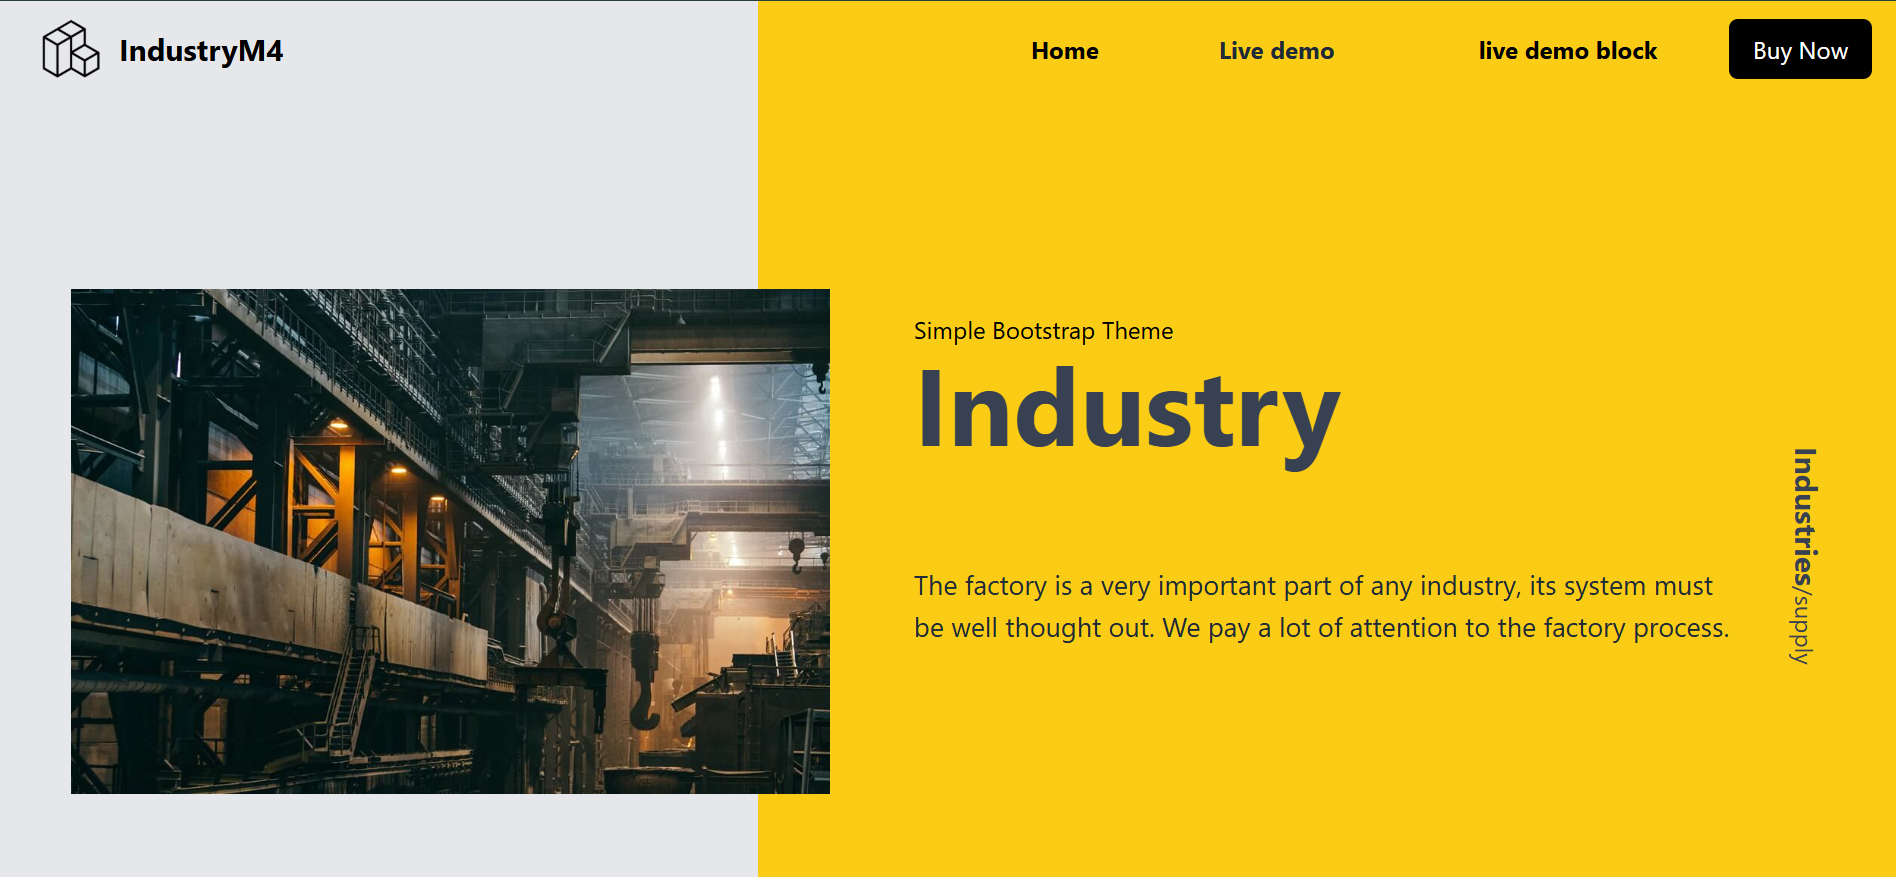 IndustryM4
Home
Live demo
live demo block
Buy Now
Simple Bootstrap Theme
Industry
The factory is a very important part of any industry, its system must
be well thought out. We pay a lot of attention to the factory process.
Industries/supply